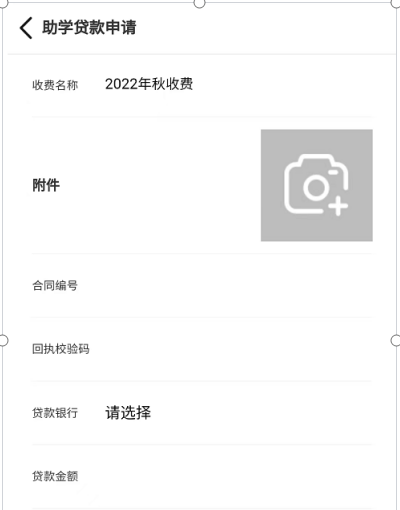 助学贷款申请
收费名称 2022年秋收费
附件
合同编号
回执校验码
贷款银行 请选择
贷款金额